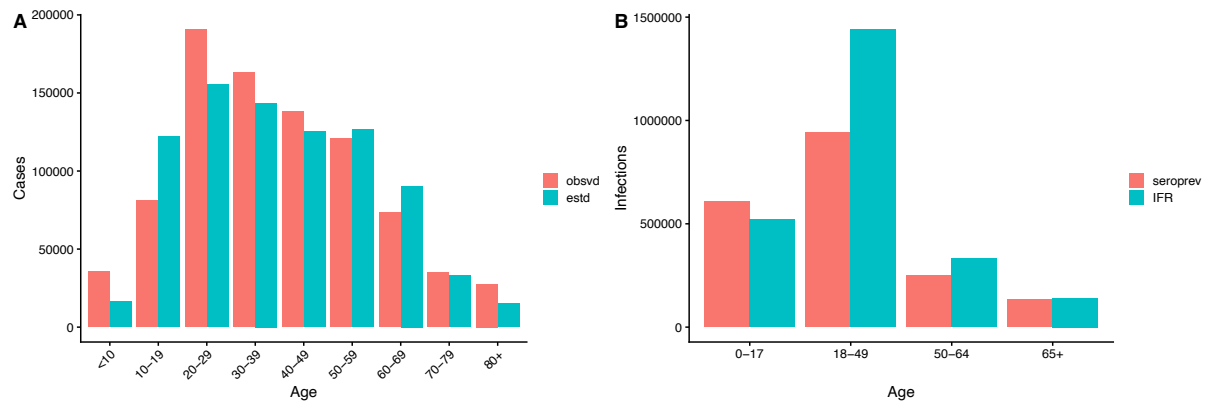 A
200000
150000
100000
50000
0
Cases
<10
10−19
20−29
30−39
40−49
50−59
60−69
70−79
80+
Age
obsvd
estd
B
1500000
1000000
500000
0
Infections
0−17
18−49
50−64
65+
Age
seroprev
IFR